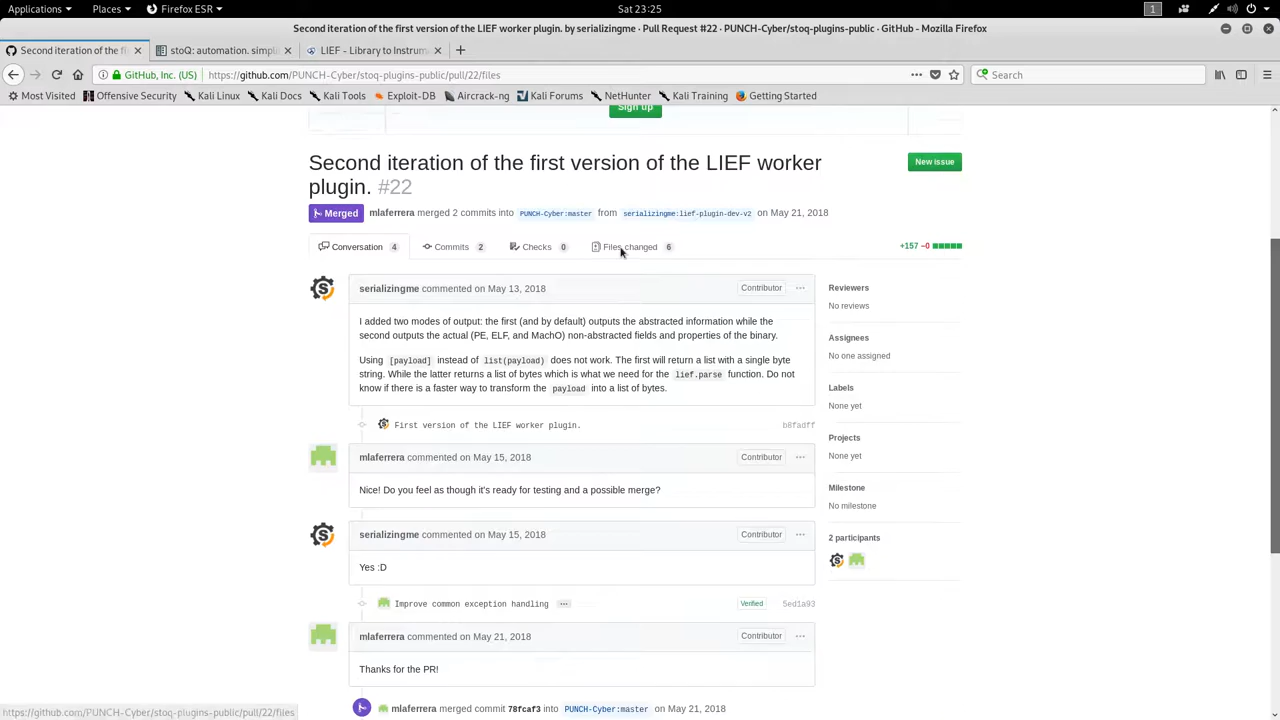 Applications Places Firefox ESR Sat 23:25 1
Second iteration of the first version of the LIEF worker plugin. by serializingme · Pull Request #22 · PUNCH-Cyber/stoq-plugins-public · GitHub - Mozilla Firefox
Second iteration of the fi stoQ: automation. simpli LIEF - Library to Instrum
GitHub, Inc. (US) https://github.com/PUNCH-Cyber/stoq-plugins-public/pull/22/files Search
Most Visited Offensive Security Kali Linux Kali Docs Kali Tools Exploit-DB Aircrack-ng Kali Forums NetHunter Kali Training Getting Started
Sign up
Second iteration of the first version of the LIEF worker
plugin. #22
New issue
Merged mlaferrera merged 2 commits into PUNCH-Cyber:master from serializingme:lief-plugin-dev-v2 on May 21, 2018
Conversation 4 Commits 2 Checks 0 Files changed 6 +157 −0
serializingme commented on May 13, 2018 Contributor
I added two modes of output: the first (and by default) outputs the abstracted information while the
second outputs the actual (PE, ELF, and MachO) non-abstracted fields and properties of the binary.
Using [payload] instead of list(payload) does not work. The first will return a list with a single byte
string. While the latter returns a list of bytes which is what we need for the lief.parse function. Do not
know if there is a faster way to transform the payload into a list of bytes.
First version of the LIEF worker plugin. b8fadff
mlaferrera commented on May 15, 2018 Contributor
Nice! Do you feel as though it's ready for testing and a possible merge?
serializingme commented on May 15, 2018 Contributor
Yes :D
Improve common exception handling Verified 5ed1a93
mlaferrera commented on May 21, 2018 Contributor
Thanks for the PR!
mlaferrera merged commit 78fcaf3 into PUNCH-Cyber:master on May 21, 2018
Reviewers
No reviews
Assignees
No one assigned
Labels
None yet
Projects
None yet
Milestone
No milestone
2 participants
https://github.com/PUNCH-Cyber/stoq-plugins-public/pull/22/files